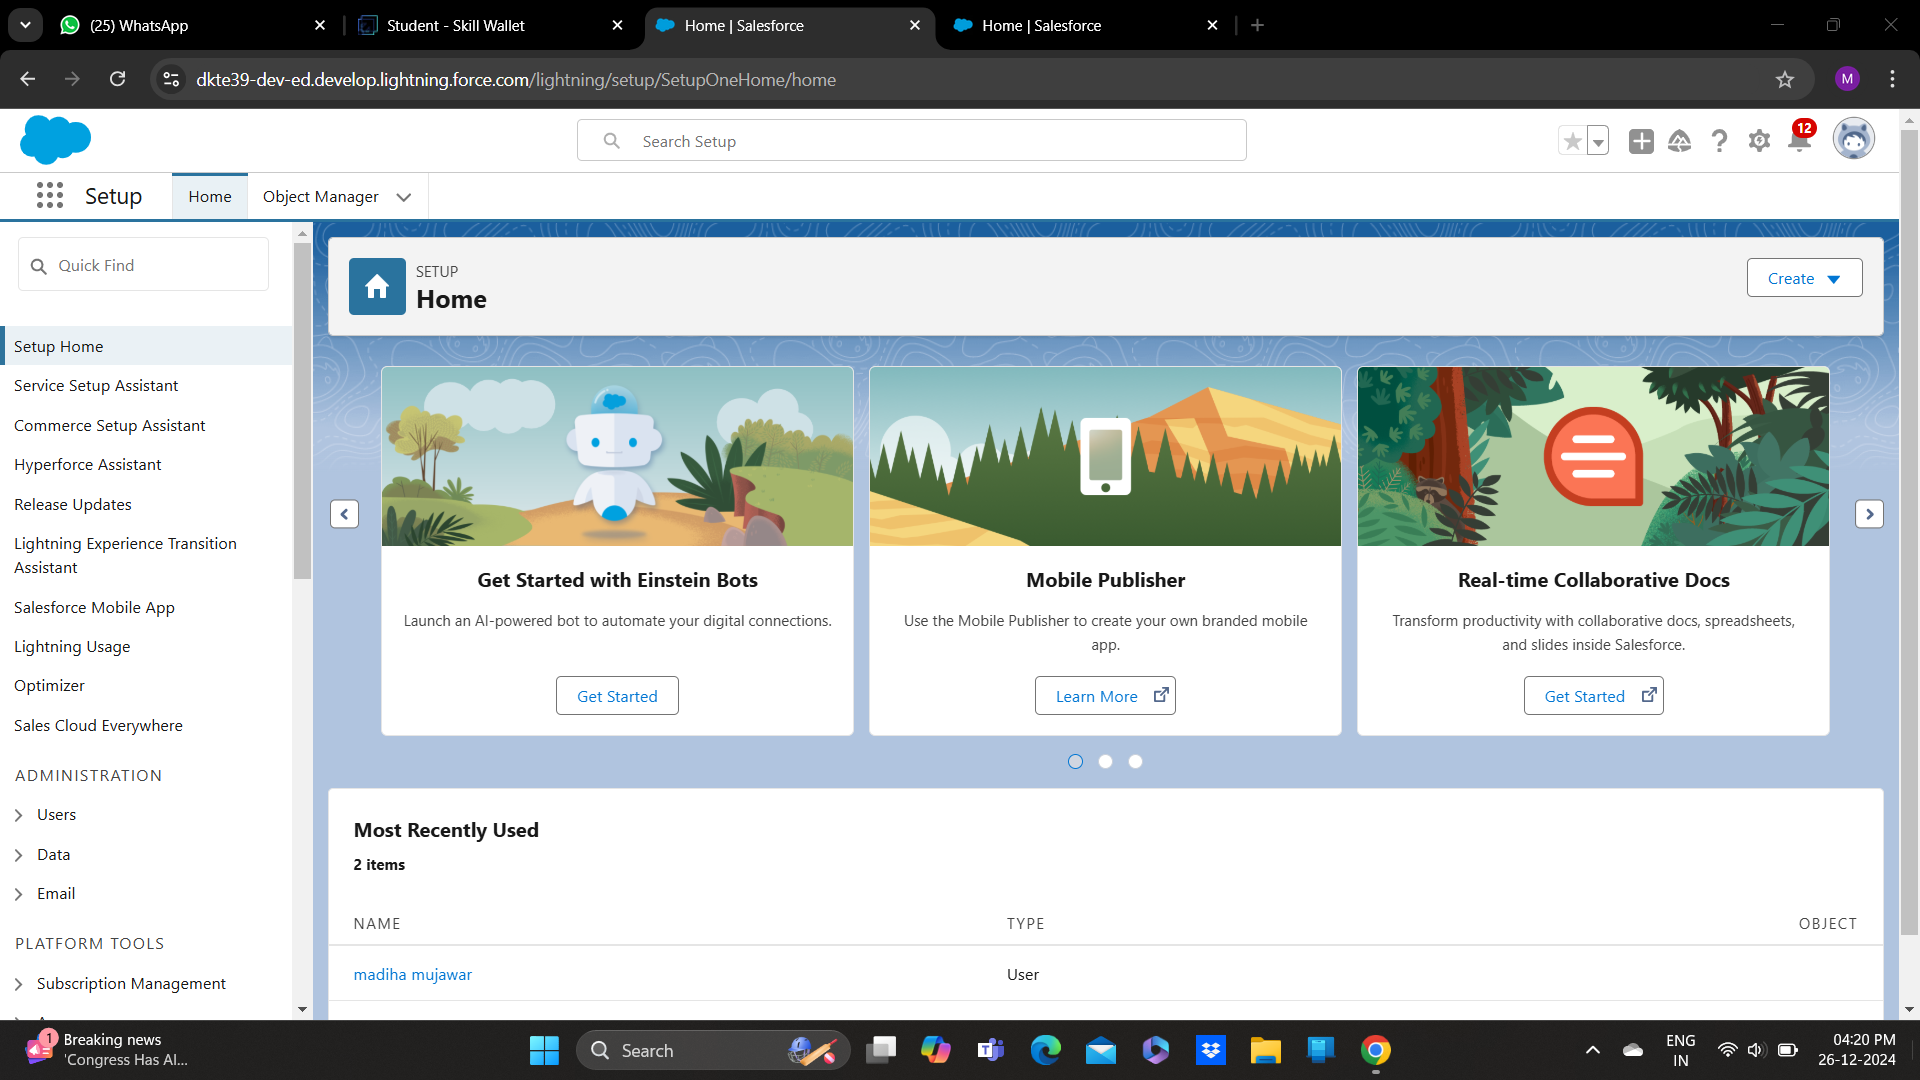 (25) WhatsApp
Student - Skill Wallet
Home | Salesforce
Home | Salesforce
dkte39-dev-ed.develop.lightning.force.com/lightning/setup/SetupOneHome/home
M
Search Setup
12
Setup
Home
Object Manager
Quick Find
Setup Home
Service Setup Assistant
Commerce Setup Assistant
Hyperforce Assistant
Release Updates
Lightning Experience Transition
Assistant
Salesforce Mobile App
Lightning Usage
Optimizer
Sales Cloud Everywhere
ADMINISTRATION
Users
Data
Email
PLATFORM TOOLS
Subscription Management
SETUP
Home
Create
Get Started with Einstein Bots
Launch an AI-powered bot to automate your digital connections.
Get Started
Mobile Publisher
Use the Mobile Publisher to create your own branded mobile
app.
Learn More
Real-time Collaborative Docs
Transform productivity with collaborative docs, spreadsheets,
and slides inside Salesforce.
Get Started
Most Recently Used
2 items
NAME TYPE OBJECT
madiha mujawar User
1
Breaking news
'Congress Has Al...
Search
ENG
IN
04:20 PM
26-12-2024